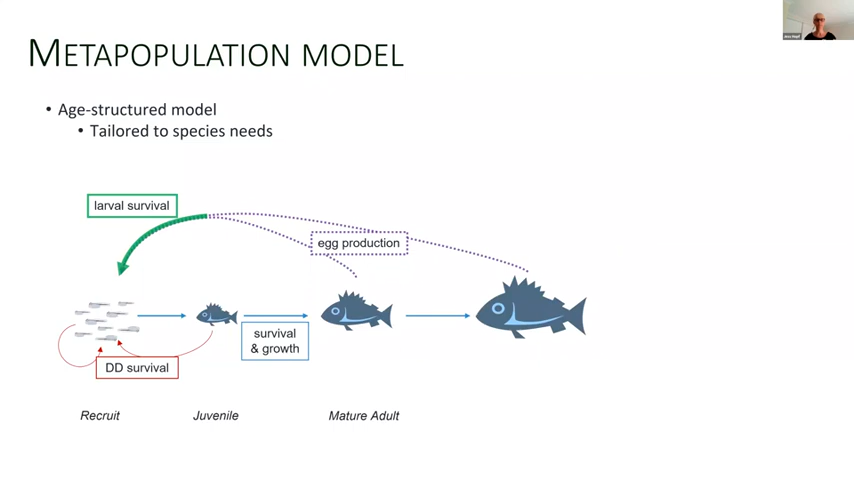 METAPOPULATION MODEL
• Age-structured model
• Tailored to species needs
larval survival
egg production
survival
& growth
DD survival
Recruit
Juvenile
Mature Adult